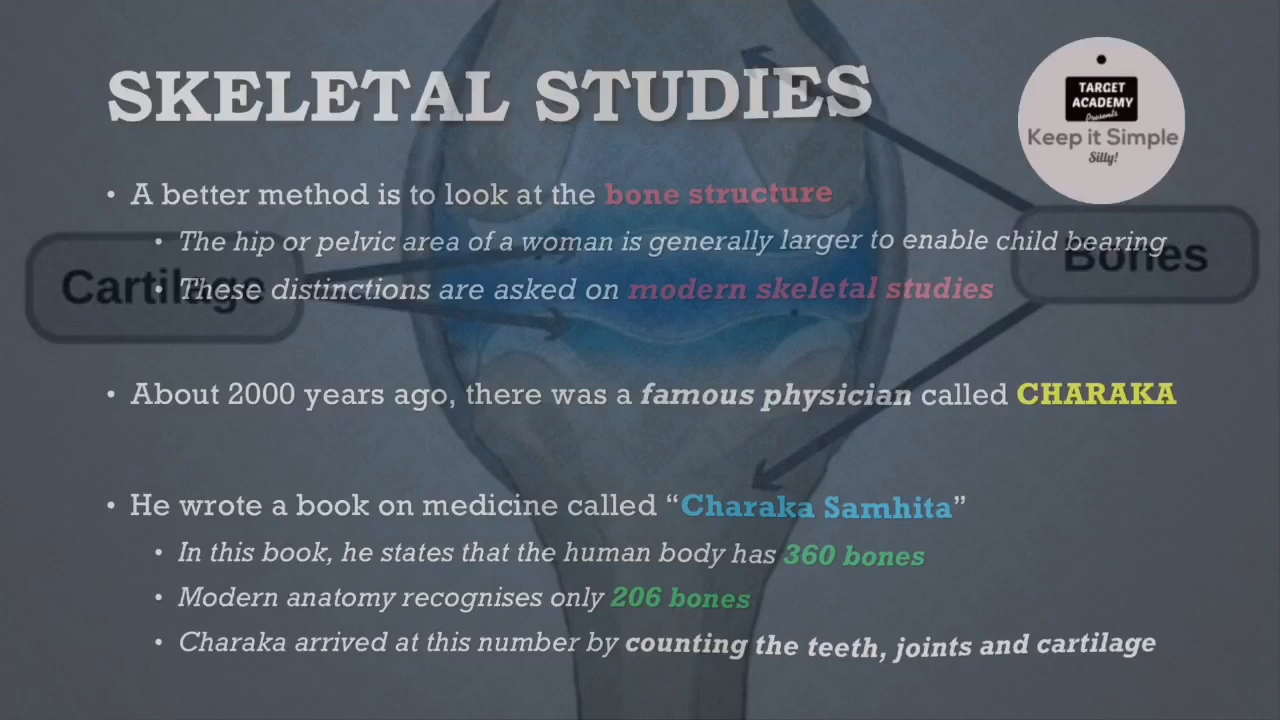 SKELETAL STUDIES
TARGET
ACADEMY
Presents
Keep it Simple
Silly!
• A better method is to look at the bone structure
• The hip or pelvic area of a woman is generally larger to enable child bearing
Bones
Cartilage
• These distinctions are asked on modern skeletal studies
• About 2000 years ago, there was a famous physician called CHARAKA
• He wrote a book on medicine called “Charaka Samhita”
• In this book, he states that the human body has 360 bones
• Modern anatomy recognises only 206 bones
• Charaka arrived at this number by counting the teeth, joints and cartilage